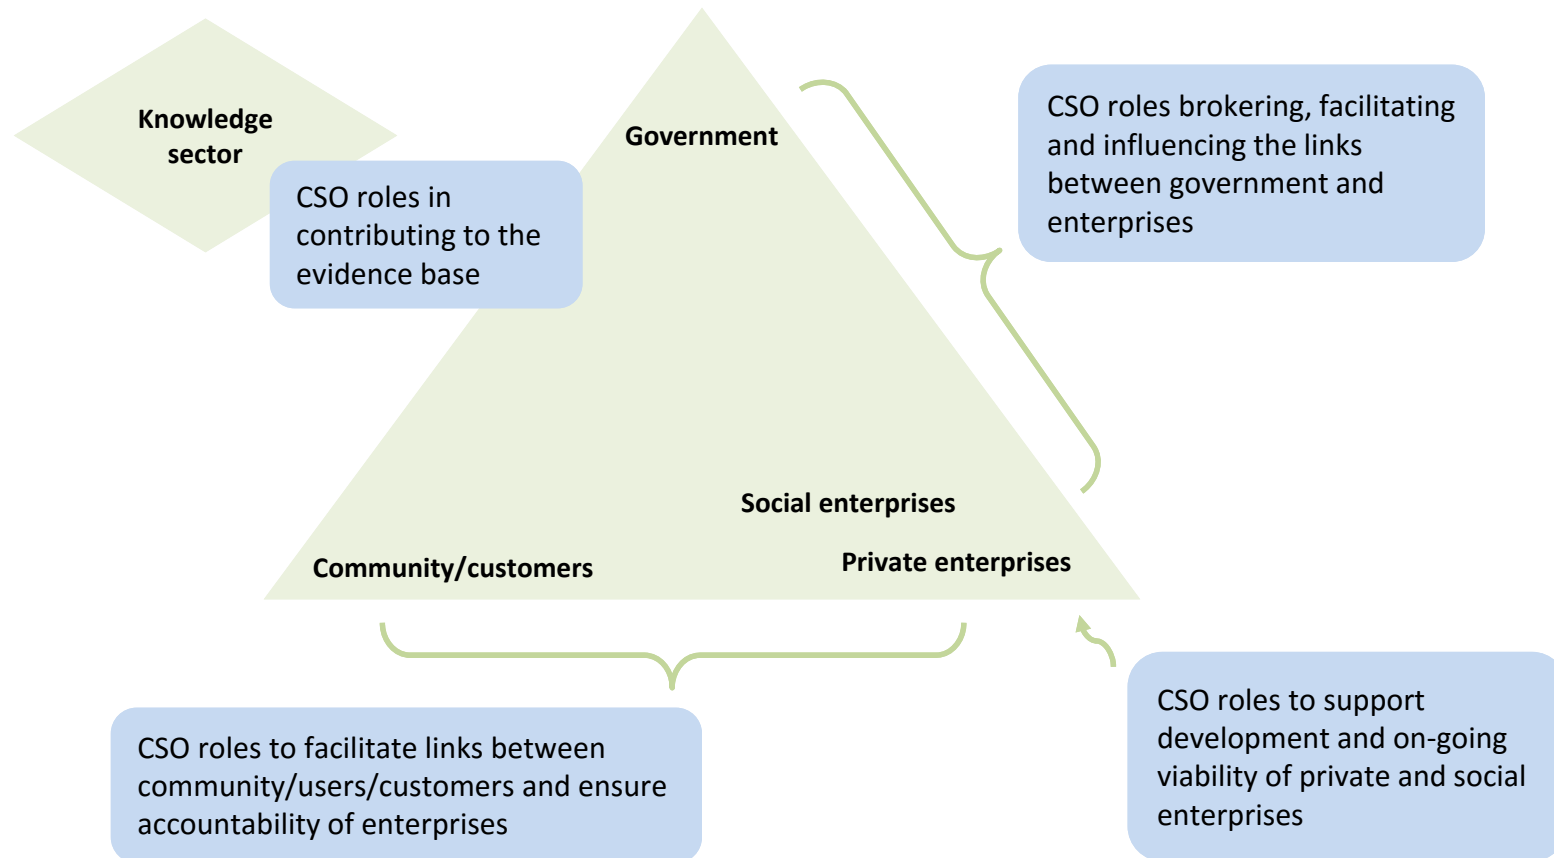 Knowledge
sector
CSO roles in
contributing to the
evidence base
Government
CSO roles brokering, facilitating
and influencing the links
between government and
enterprises
Social enterprises
Community/customers
Private enterprises
CSO roles to facilitate links between
community/users/customers and ensure
accountability of enterprises
CSO roles to support
development and on-going
viability of private and social
enterprises